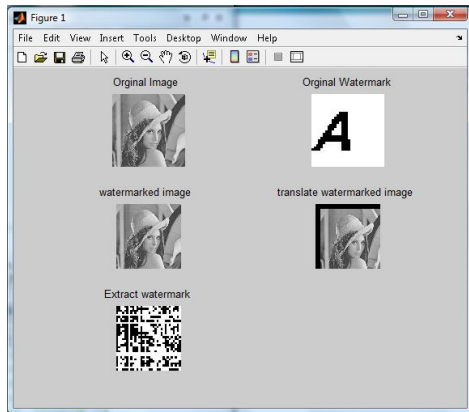 Figure 1
File Edit View Insert Tools Desktop Window Help
Orginal Image
Orginal Watermark
A
watermarked image
translate watermarked image
Extract watermark